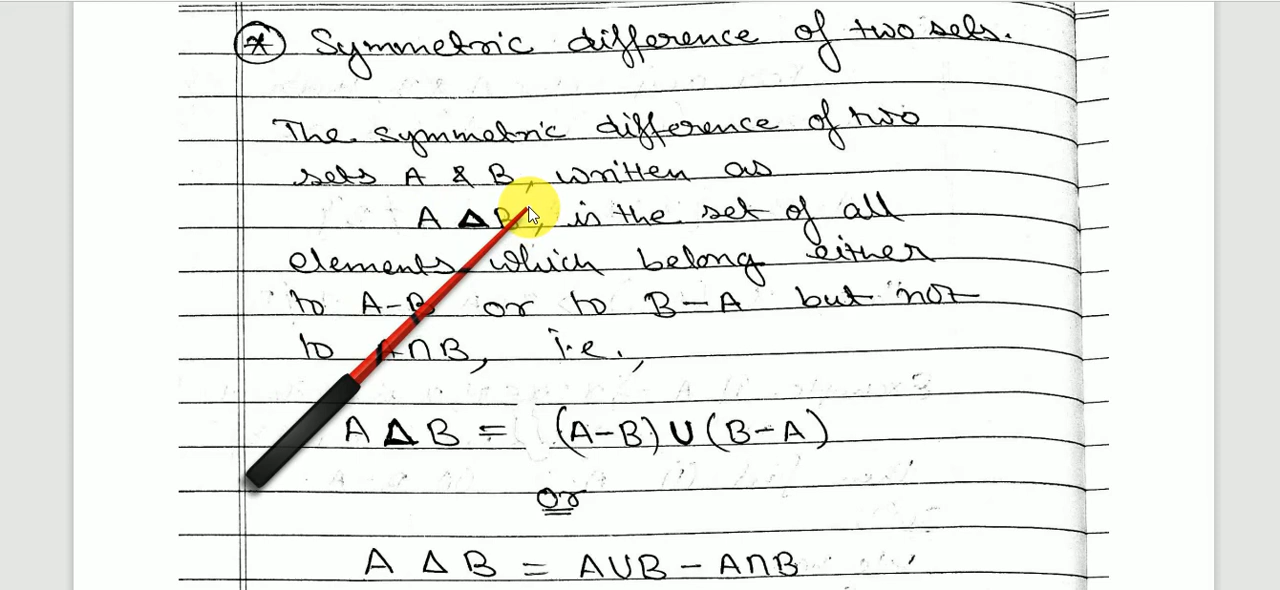 * Symmetric difference of two sets.
The symmetric difference of two
sets A & B, written as
A Δ B, is the set of all
elements which belong either
to A-B or to B-A but not
to A∩B, i.e.,
A Δ B = (A-B) ∪ (B-A)
Or
A Δ B = A∪B - A∩B